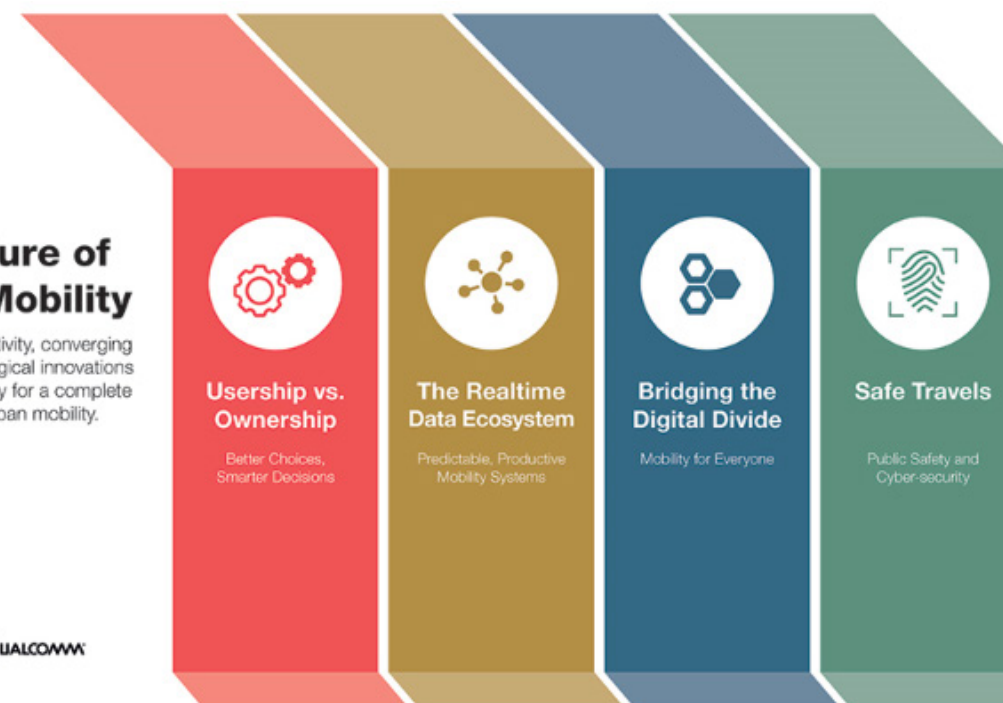 ure of
Mobility
ivity, converging
gical innovations
y for a complete
ban mobility.
UALCOMM
Usership vs.
Ownership
Better Choices,
Smarter Decisions
The Realtime
Data Ecosystem
Predictable, Productive
Mobility Systems
Bridging the
Digital Divide
Mobility for Everyone
Safe Travels
Public Safety and
Cyber-security